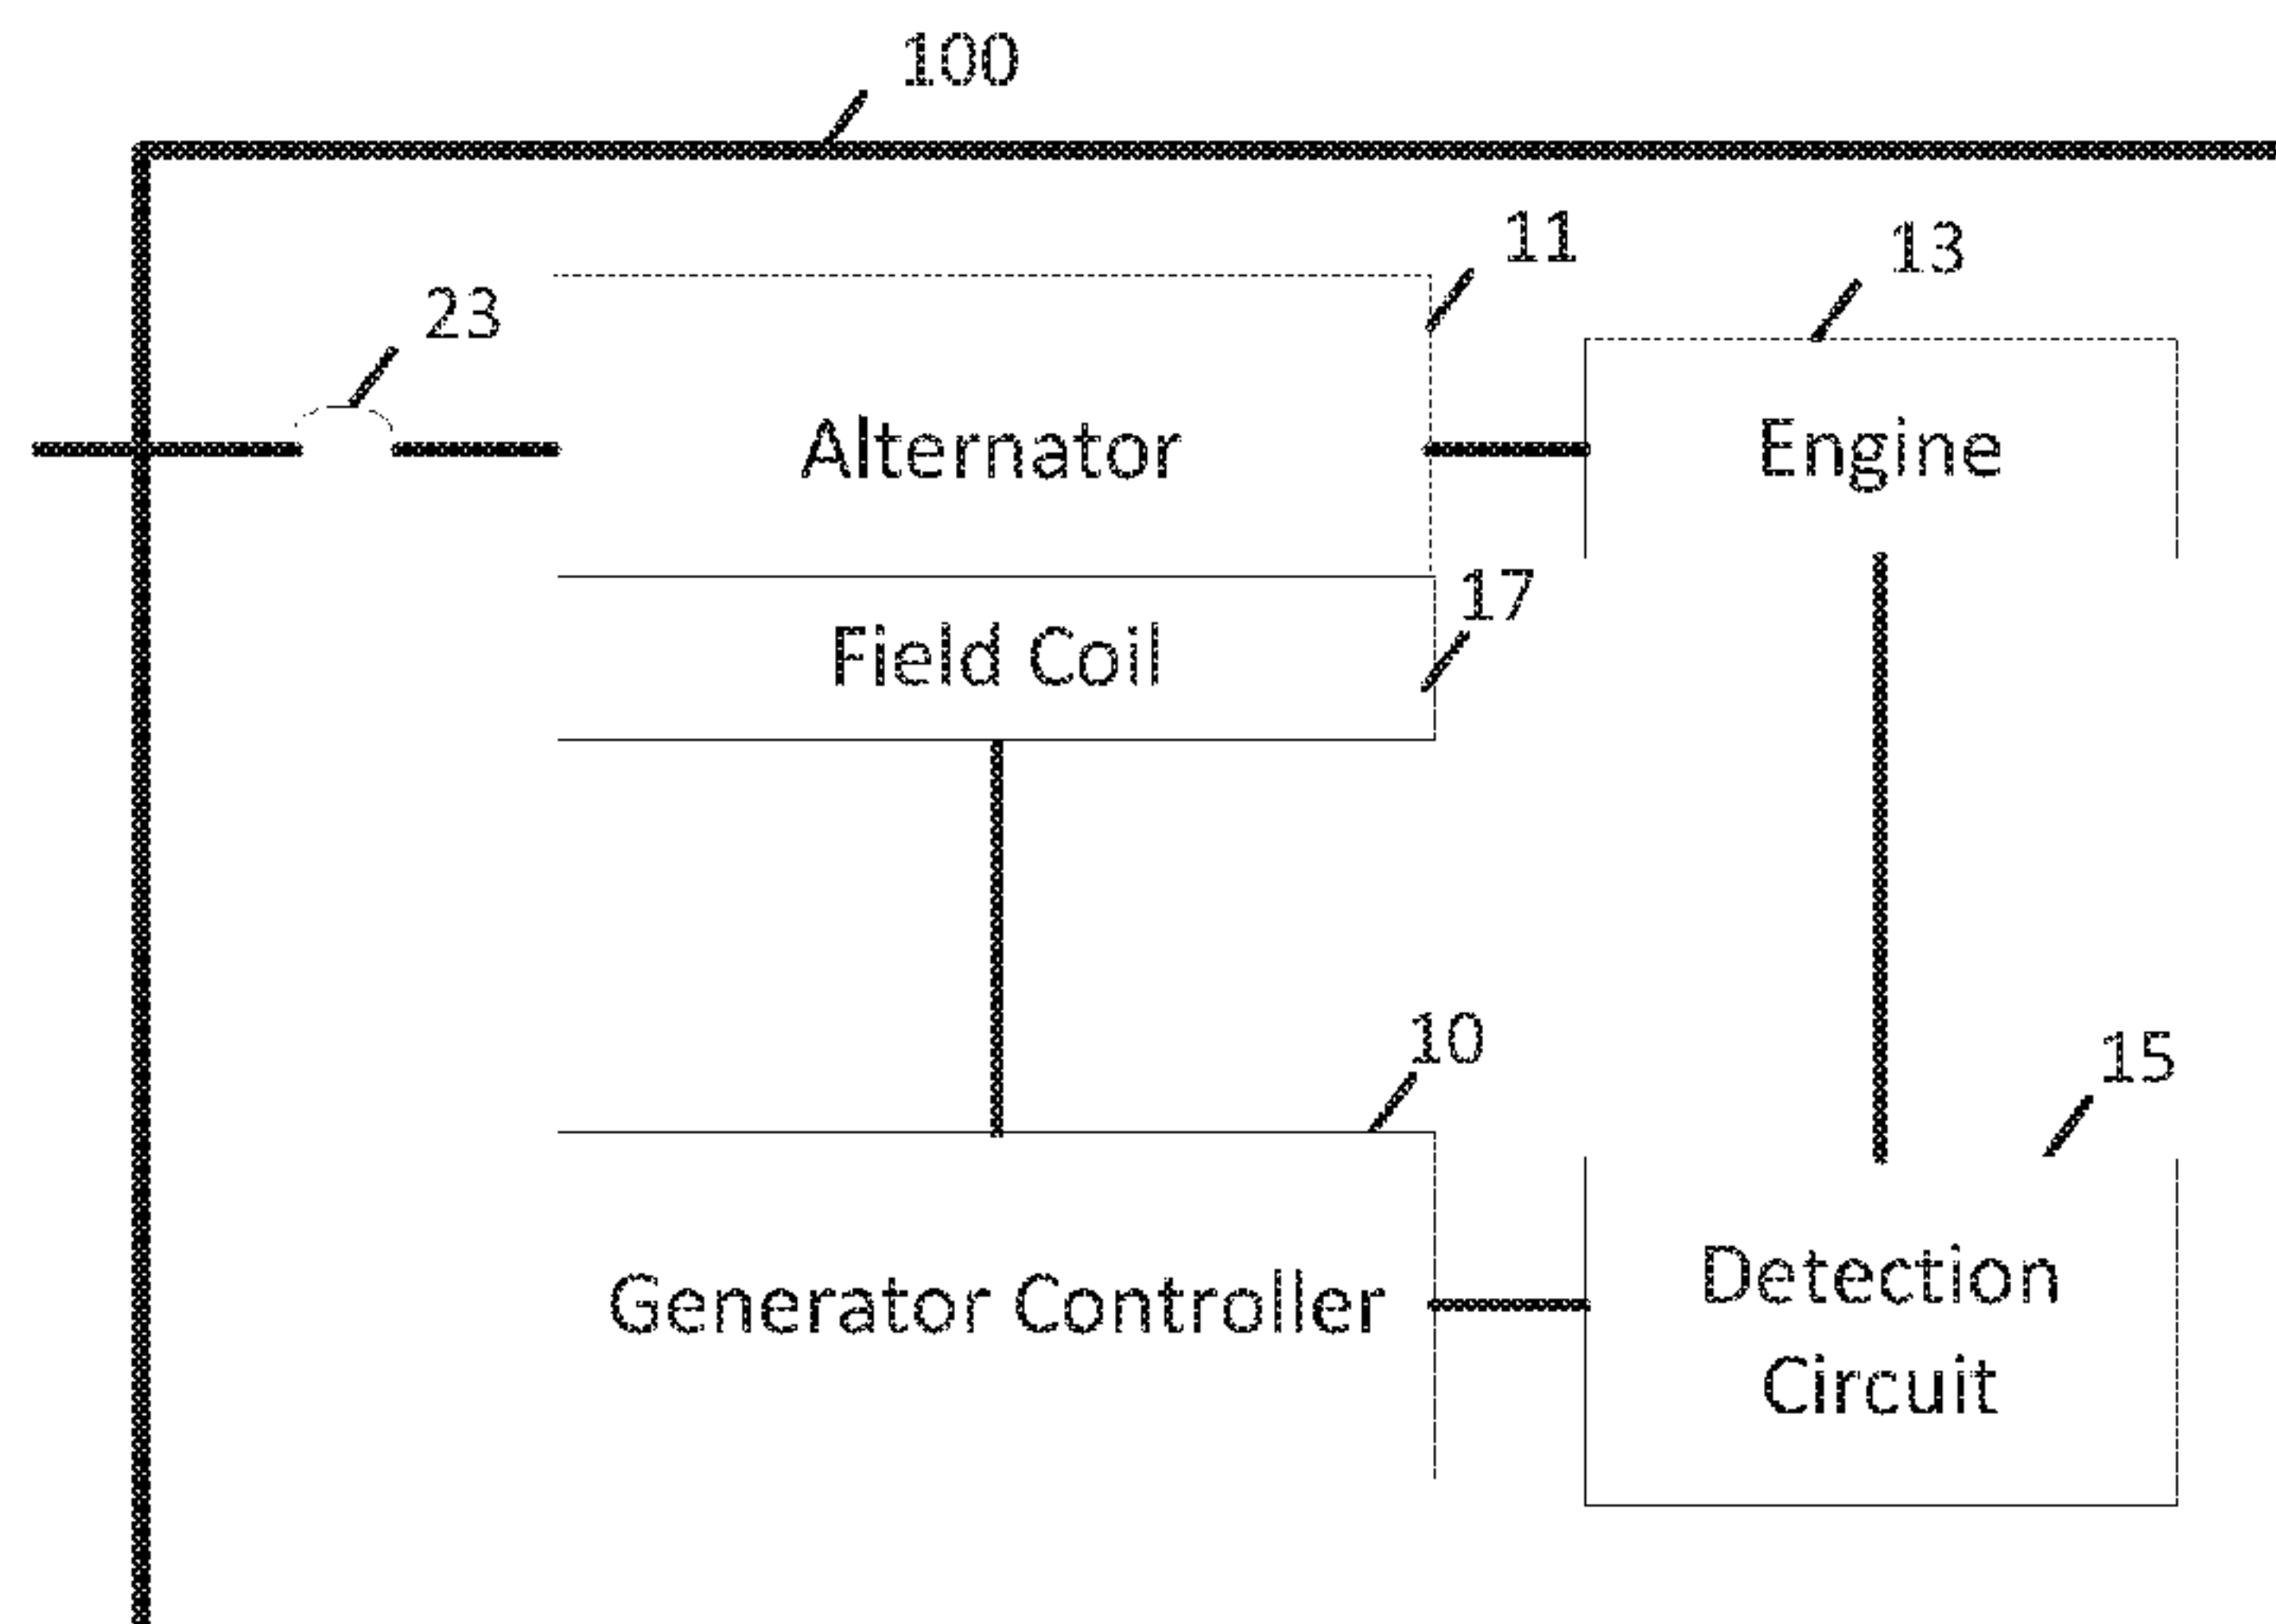 100
11
13
23
Alternator
Engine
17
Field Coil
10
15
Generator Controller
Detection
Circuit